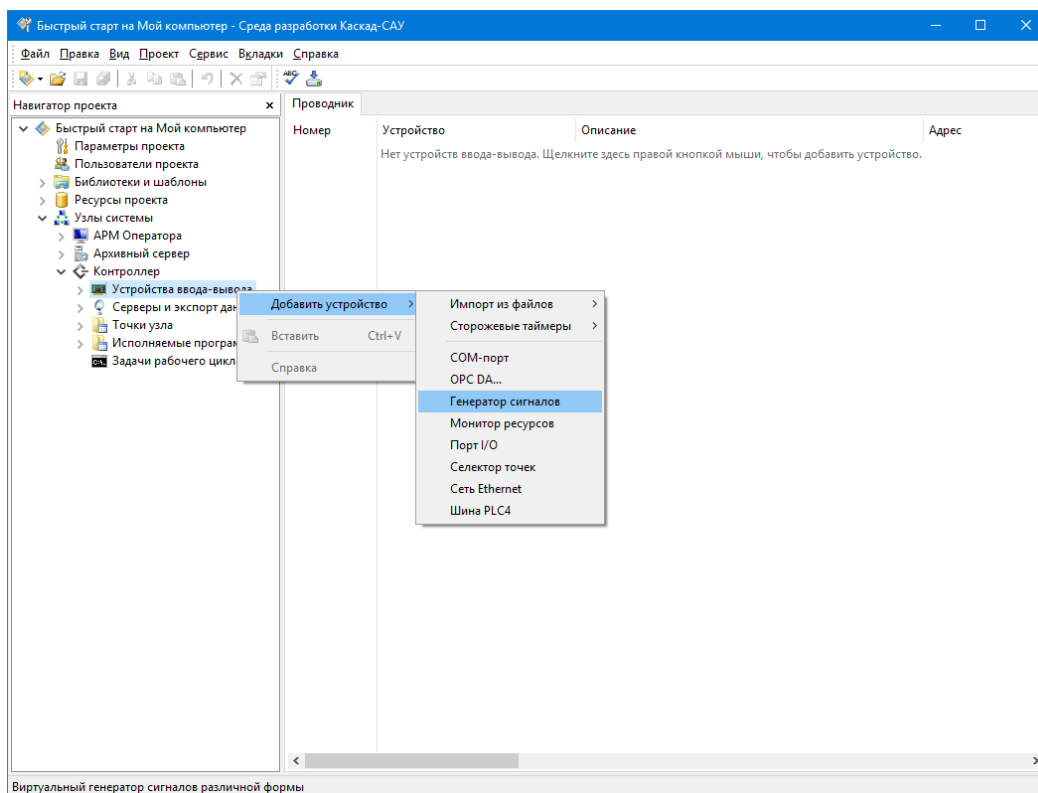 Быстрый старт на Мой компьютер - Среда разработки Каскад-САУ
Файл Правка Вид Проект Сервис Вкладки Справка
ABC
Навигатор проекта
Проводник
Быстрый старт на Мой компьютер
Параметры проекта
Пользователи проекта
Библиотеки и шаблоны
Ресурсы проекта
Узлы системы
АРМ Оператора
Архивный сервер
Контроллер
Устройства ввода-вывода
Серверы и экспорт дан
Точки узла
Исполняемые програм
Задачи рабочего цикл
Номер Устройство Описание Адрес
Нет устройств ввода-вывода. Щелкните здесь правой кнопкой мыши, чтобы добавить устройство.
Добавить устройство
Вставить Ctrl+V
Справка
Импорт из файлов
Сторожевые таймеры
COM-порт
OPC DA...
Генератор сигналов
Монитор ресурсов
Порт I/O
Селектор точек
Сеть Ethernet
Шина PLC4
Виртуальный генератор сигналов различной формы